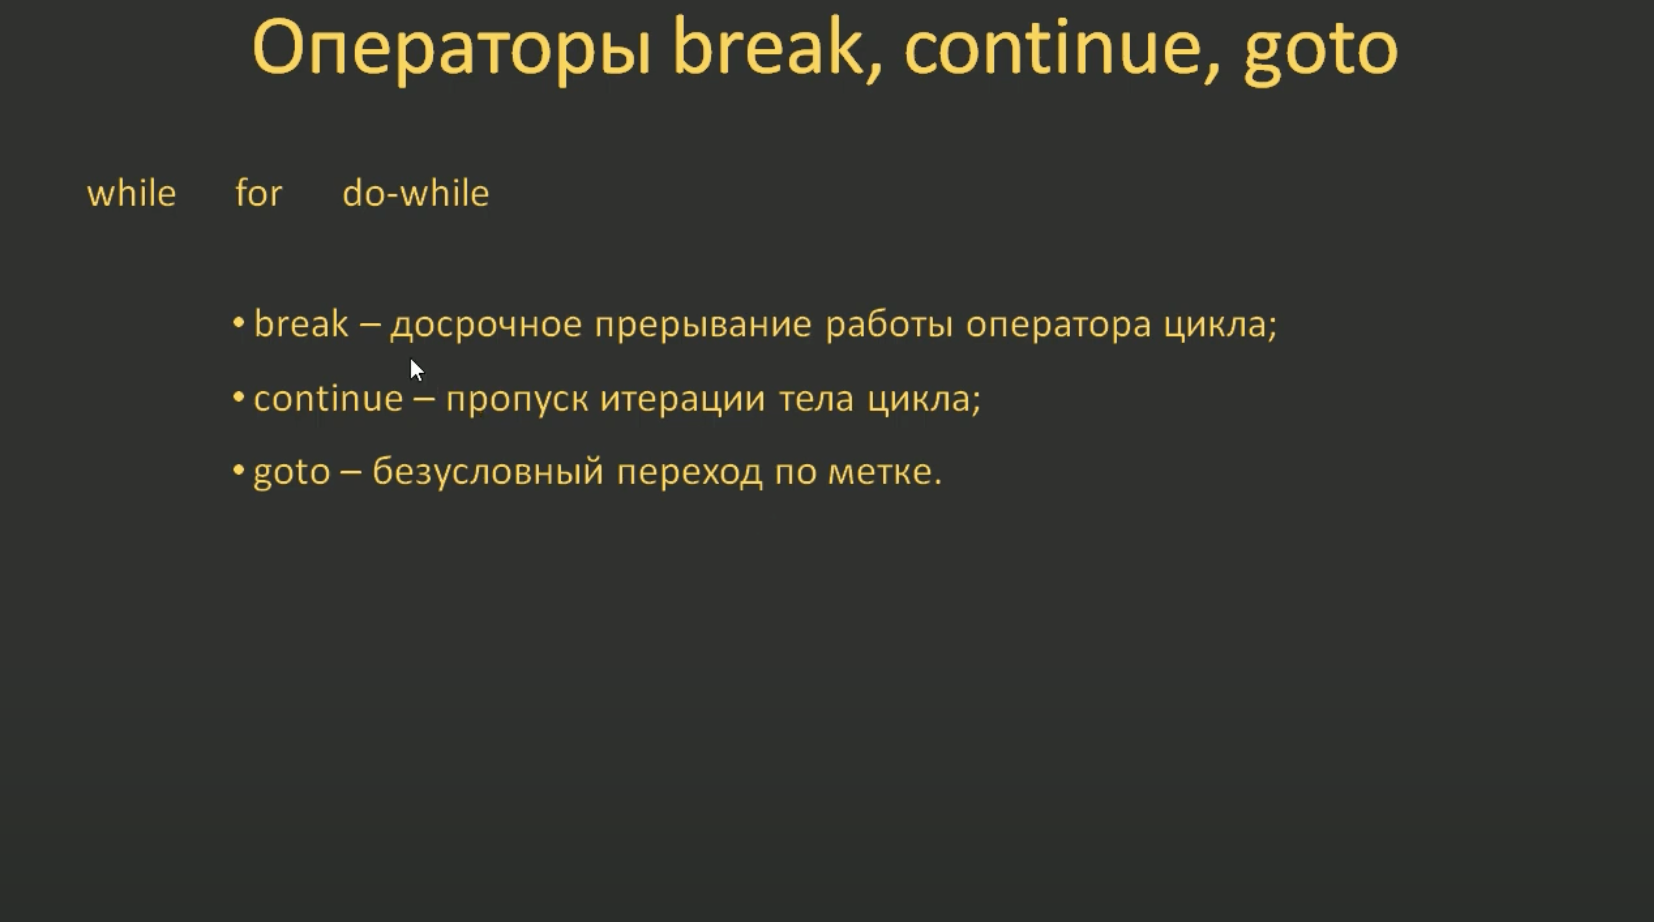 Операторы break, continue, goto
while for do-while
• break – досрочное прерывание работы оператора цикла;
• continue – пропуск итерации тела цикла;
• goto – безусловный переход по метке.